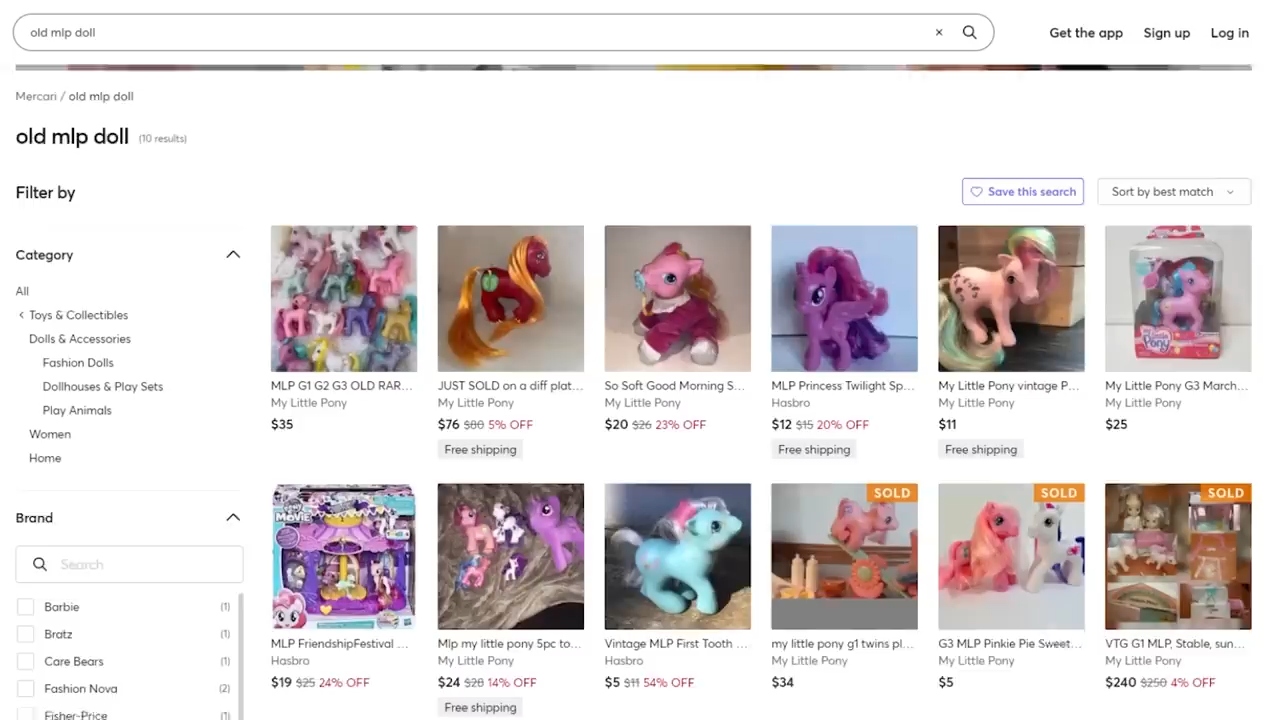 old mlp doll
Get the app
Sign up
Log in
Mercari / old mlp doll
old mlp doll (10 results)
Filter by
Save this search
Sort by best match
Category
All
Toys & Collectibles
Dolls & Accessories
Fashion Dolls
Dollhouses & Play Sets
Play Animals
Women
Home
Brand
Search
Barbie (1)
Bratz (1)
Care Bears (1)
Fashion Nova (2)
Fisher-Price (1)
MLP G1 G2 G3 OLD RAR...
My Little Pony
$35
JUST SOLD on a diff plat...
My Little Pony
$76 $80 5% OFF
Free shipping
So Soft Good Morning S...
My Little Pony
$20 $26 23% OFF
MLP Princess Twilight Sp...
Hasbro
$12 $15 20% OFF
Free shipping
My Little Pony vintage P...
My Little Pony
$11
Free shipping
My Little Pony
My Little Pony G3 March...
My Little Pony
$25
MOVIE
MLP FriendshipFestival ...
Hasbro
$19 $25 24% OFF
Mlp my little pony 5pc to...
My Little Pony
$24 $28 14% OFF
Free shipping
Vintage MLP First Tooth ...
Hasbro
$5 $11 54% OFF
SOLD
my little pony g1 twins pl...
My Little Pony
$34
SOLD
G3 MLP Pinkie Pie Sweet...
My Little Pony
$5
SOLD
VTG G1 MLP, Stable, sun...
My Little Pony
$240 $250 4% OFF